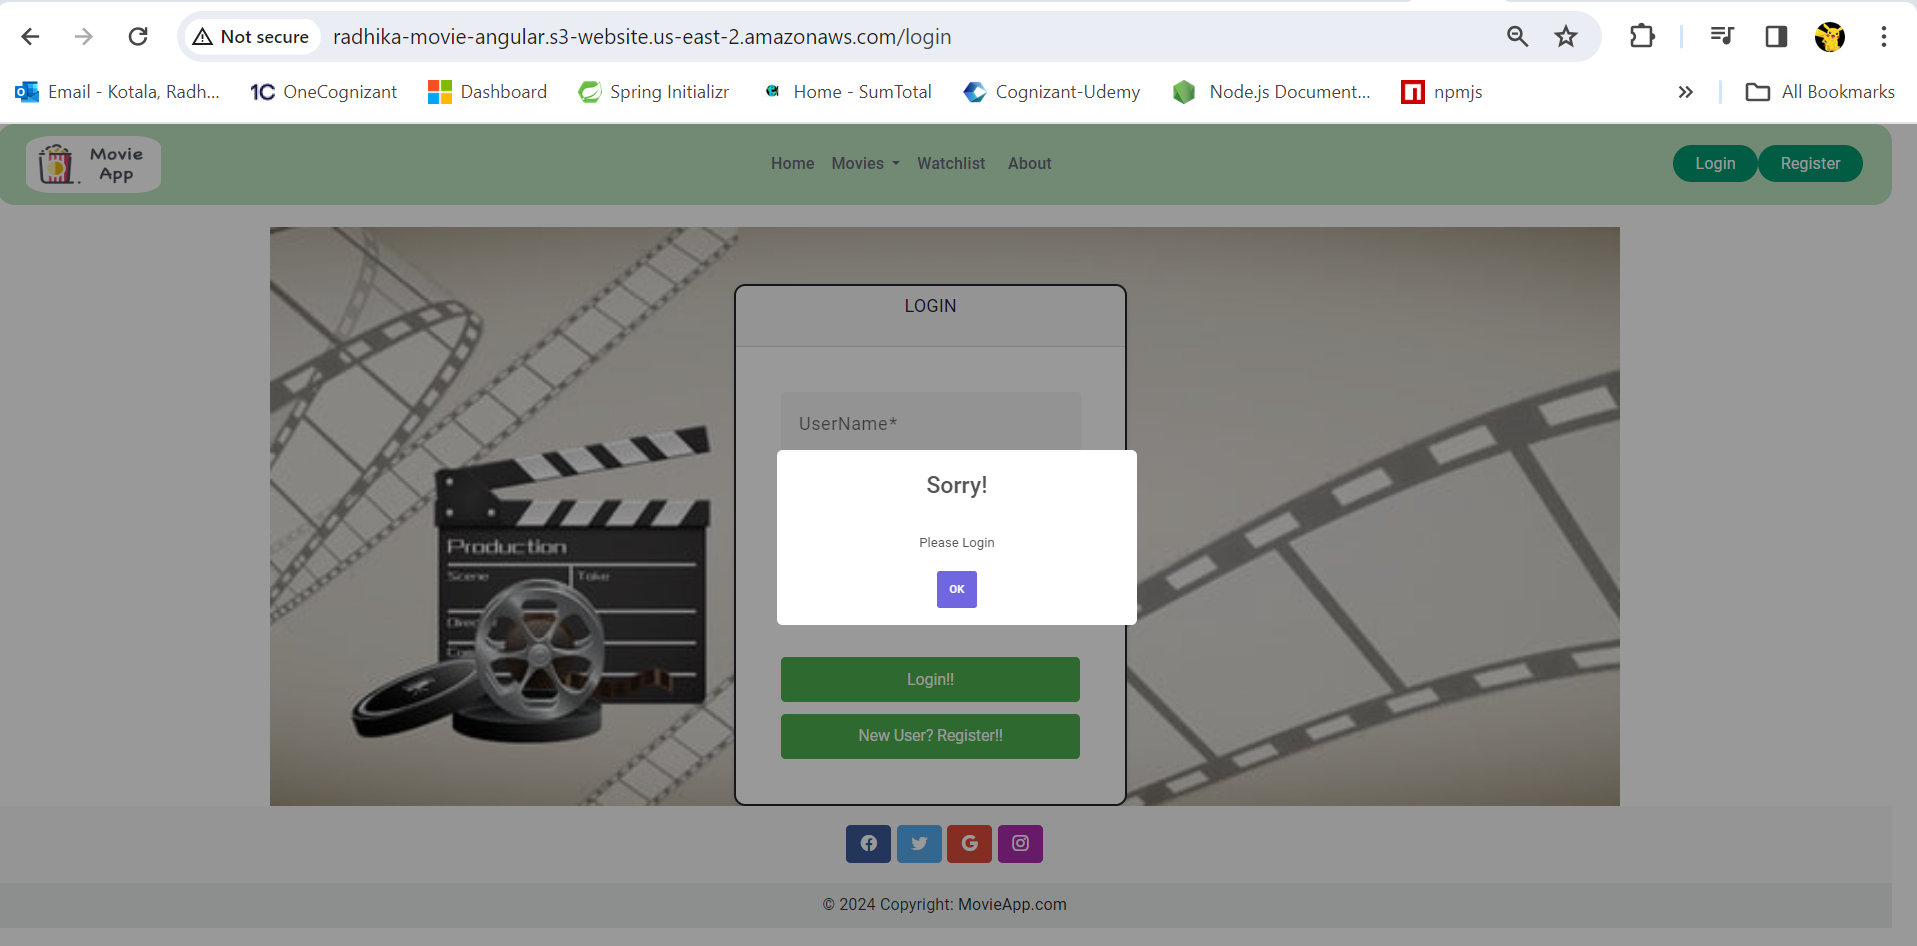 Not secure radhika-movie-angular.s3-website.us-east-2.amazonaws.com/login
Email - Kotala, Radh... 1C OneCognizant Dashboard Spring Initializr Home - SumTotal Cognizant-Udemy Node.js Document... npmjs » All Bookmarks
Movie
App
Home Movies Watchlist About
Login Register
LOGIN
UserName*
Sorry!
Please Login
OK
Production
Scene Take
Login!!
New User? Register!!
© 2024 Copyright: MovieApp.com